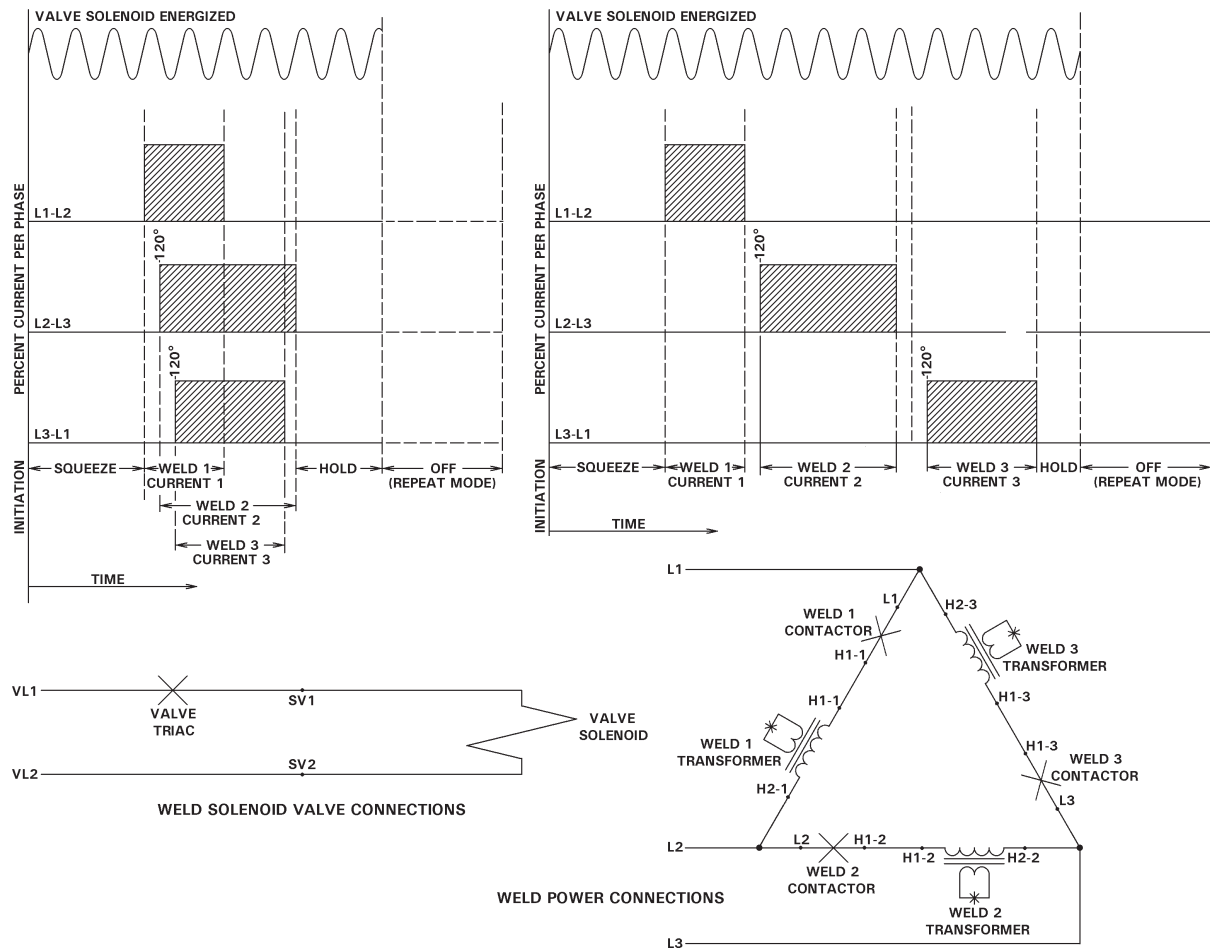 VALVE SOLENOID ENERGIZED
PERCENT CURRENT PER PHASE
INITIATION
L1-L2
120°
L2-L3
120°
L3-L1
SQUEEZE
WELD 1
CURRENT 1
HOLD
OFF
(REPEAT MODE)
WELD 2
CURRENT 2
WELD 3
CURRENT 3
TIME
VALVE SOLENOID ENERGIZED
PERCENT CURRENT PER PHASE
INITIATION
L1-L2
120°
L2-L3
120°
L3-L1
SQUEEZE
WELD 1
CURRENT 1
WELD 2
CURRENT 2
WELD 3
CURRENT 3
HOLD
OFF
(REPEAT MODE)
TIME
VL1
VALVE
TRIAC
SV1
VALVE
SOLENOID
VL2
SV2
WELD SOLENOID VALVE CONNECTIONS
L1
L1
WELD 1
CONTACTOR
H1-1
H1-1
WELD 1
TRANSFORMER
H2-1
H2-3
WELD 3
TRANSFORMER
H1-3
H1-3
WELD 3
CONTACTOR
L3
L2
L2
H1-2
WELD 2
CONTACTOR
H1-2
H2-2
WELD 2
TRANSFORMER
WELD POWER CONNECTIONS
L3